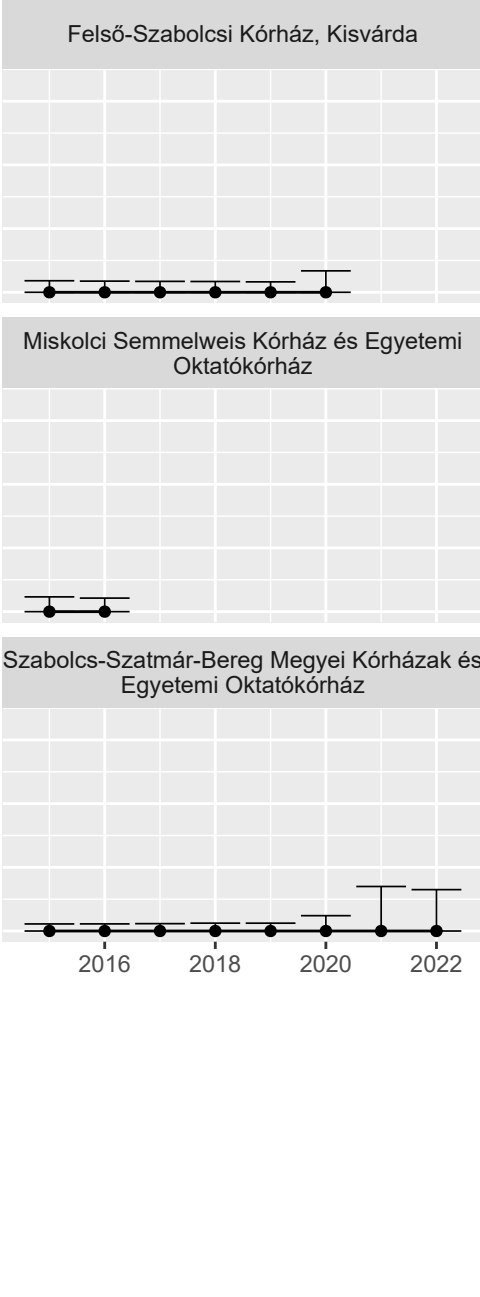 Felső-Szabolcsi Kórház, Kisvárda
Miskolci Semmelweis Kórház és Egyetemi
Oktatókórház
Szabolcs-Szatmár-Bereg Megyei Kórházak és
Egyetemi Oktatókórház
2016 2018 2020 2022